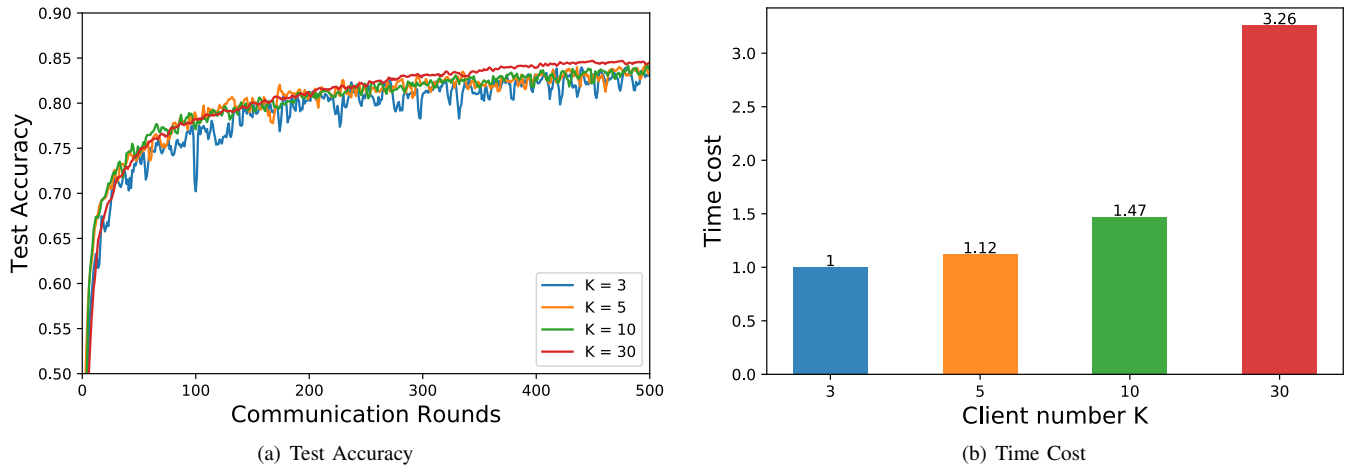 0.90
0.85
0.80
0.75
0.70
0.65
0.60
0.55
0.50
Test Accuracy
0 100 200 300 400 500
Communication Rounds
K = 3
K = 5
K = 10
K = 30
(a) Test Accuracy
3.0
2.5
2.0
1.5
1.0
0.5
0.0
Time cost
1
1.12
1.47
3.26
3 5 10 30
Client number K
(b) Time Cost